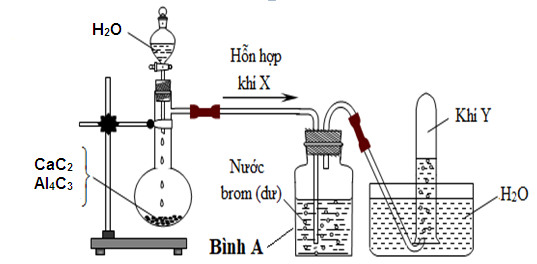 H₂O
Hỗn hợp
khí X
Khí Y
CaC₂
Al₄C₃
Nước
brom (dư)
H₂O
Bình A